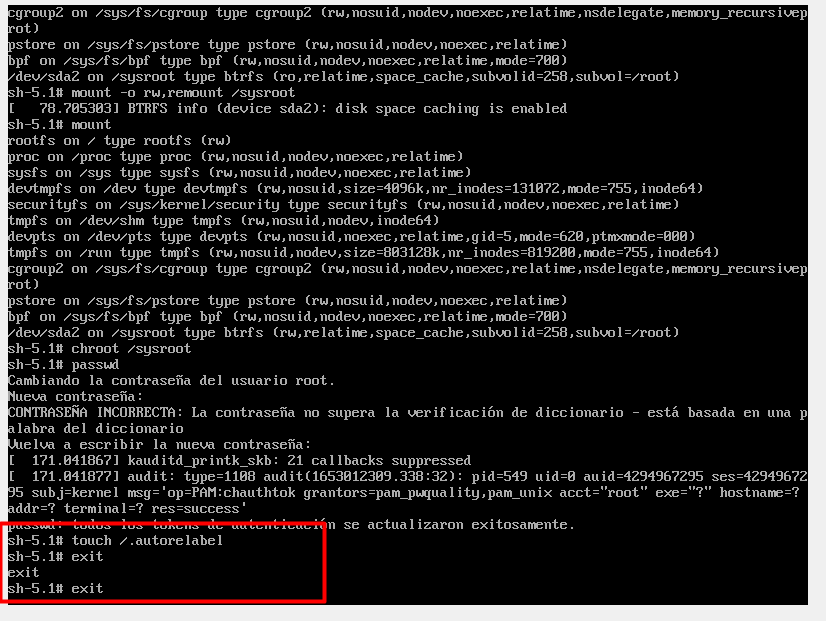 cgroup2 on /sys/fs/cgroup type cgroup2 (rw,nosuid,nodev,noexec,relatime,nsdelegate,memory_recursivep
rot)
pstore on /sys/fs/pstore type pstore (rw,nosuid,nodev,noexec,relatime)
bpf on /sys/fs/bpf type bpf (rw,nosuid,nodev,noexec,relatime,mode=700)
/dev/sda2 on /sysroot type btrfs (ro,relatime,space_cache,subvolid=258,subvol=/root)
sh-5.1# mount -o rw,remount /sysroot
[   78.705303] BTRFS info (device sda2): disk space caching is enabled
sh-5.1# mount
rootfs on / type rootfs (rw)
proc on /proc type proc (rw,nosuid,nodev,noexec,relatime)
sysfs on /sys type sysfs (rw,nosuid,nodev,noexec,relatime)
devtmpfs on /dev type devtmpfs (rw,nosuid,size=4096k,nr_inodes=131072,mode=755,inode64)
securityfs on /sys/kernel/security type securityfs (rw,nosuid,nodev,noexec,relatime)
tmpfs on /dev/shm type tmpfs (rw,nosuid,nodev,inode64)
devpts on /dev/pts type devpts (rw,nosuid,noexec,relatime,gid=5,mode=620,ptmxmode=000)
tmpfs on /run type tmpfs (rw,nosuid,nodev,size=803128k,nr_inodes=819200,mode=755,inode64)
cgroup2 on /sys/fs/cgroup type cgroup2 (rw,nosuid,nodev,noexec,relatime,nsdelegate,memory_recursivep
rot)
pstore on /sys/fs/pstore type pstore (rw,nosuid,nodev,noexec,relatime)
bpf on /sys/fs/bpf type bpf (rw,nosuid,nodev,noexec,relatime,mode=700)
/dev/sda2 on /sysroot type btrfs (rw,relatime,space_cache,subvolid=258,subvol=/root)
sh-5.1# chroot /sysroot
sh-5.1# passwd
Cambiando la contraseña del usuario root.
Nueva contraseña:
CONTRASEÑA INCORRECTA: La contraseña no supera la verificación de diccionario - está basada en una p
alabra del diccionario
Vuelva a escribir la nueva contraseña:
[  171.041867] kauditd_printk_skb: 21 callbacks suppressed
[  171.041877] audit: type=1108 audit(1653012309.338:32): pid=549 uid=0 auid=4294967295 ses=42949672
95 subj=kernel msg='op=PAM:chauthtok grantors=pam_pwquality,pam_unix acct="root" exe="?" hostname=?
addr=? terminal=? res=success'
passwd: todos los tokens de autenticación se actualizaron exitosamente.
sh-5.1# touch /.autorelabel
sh-5.1# exit
exit
sh-5.1# exit